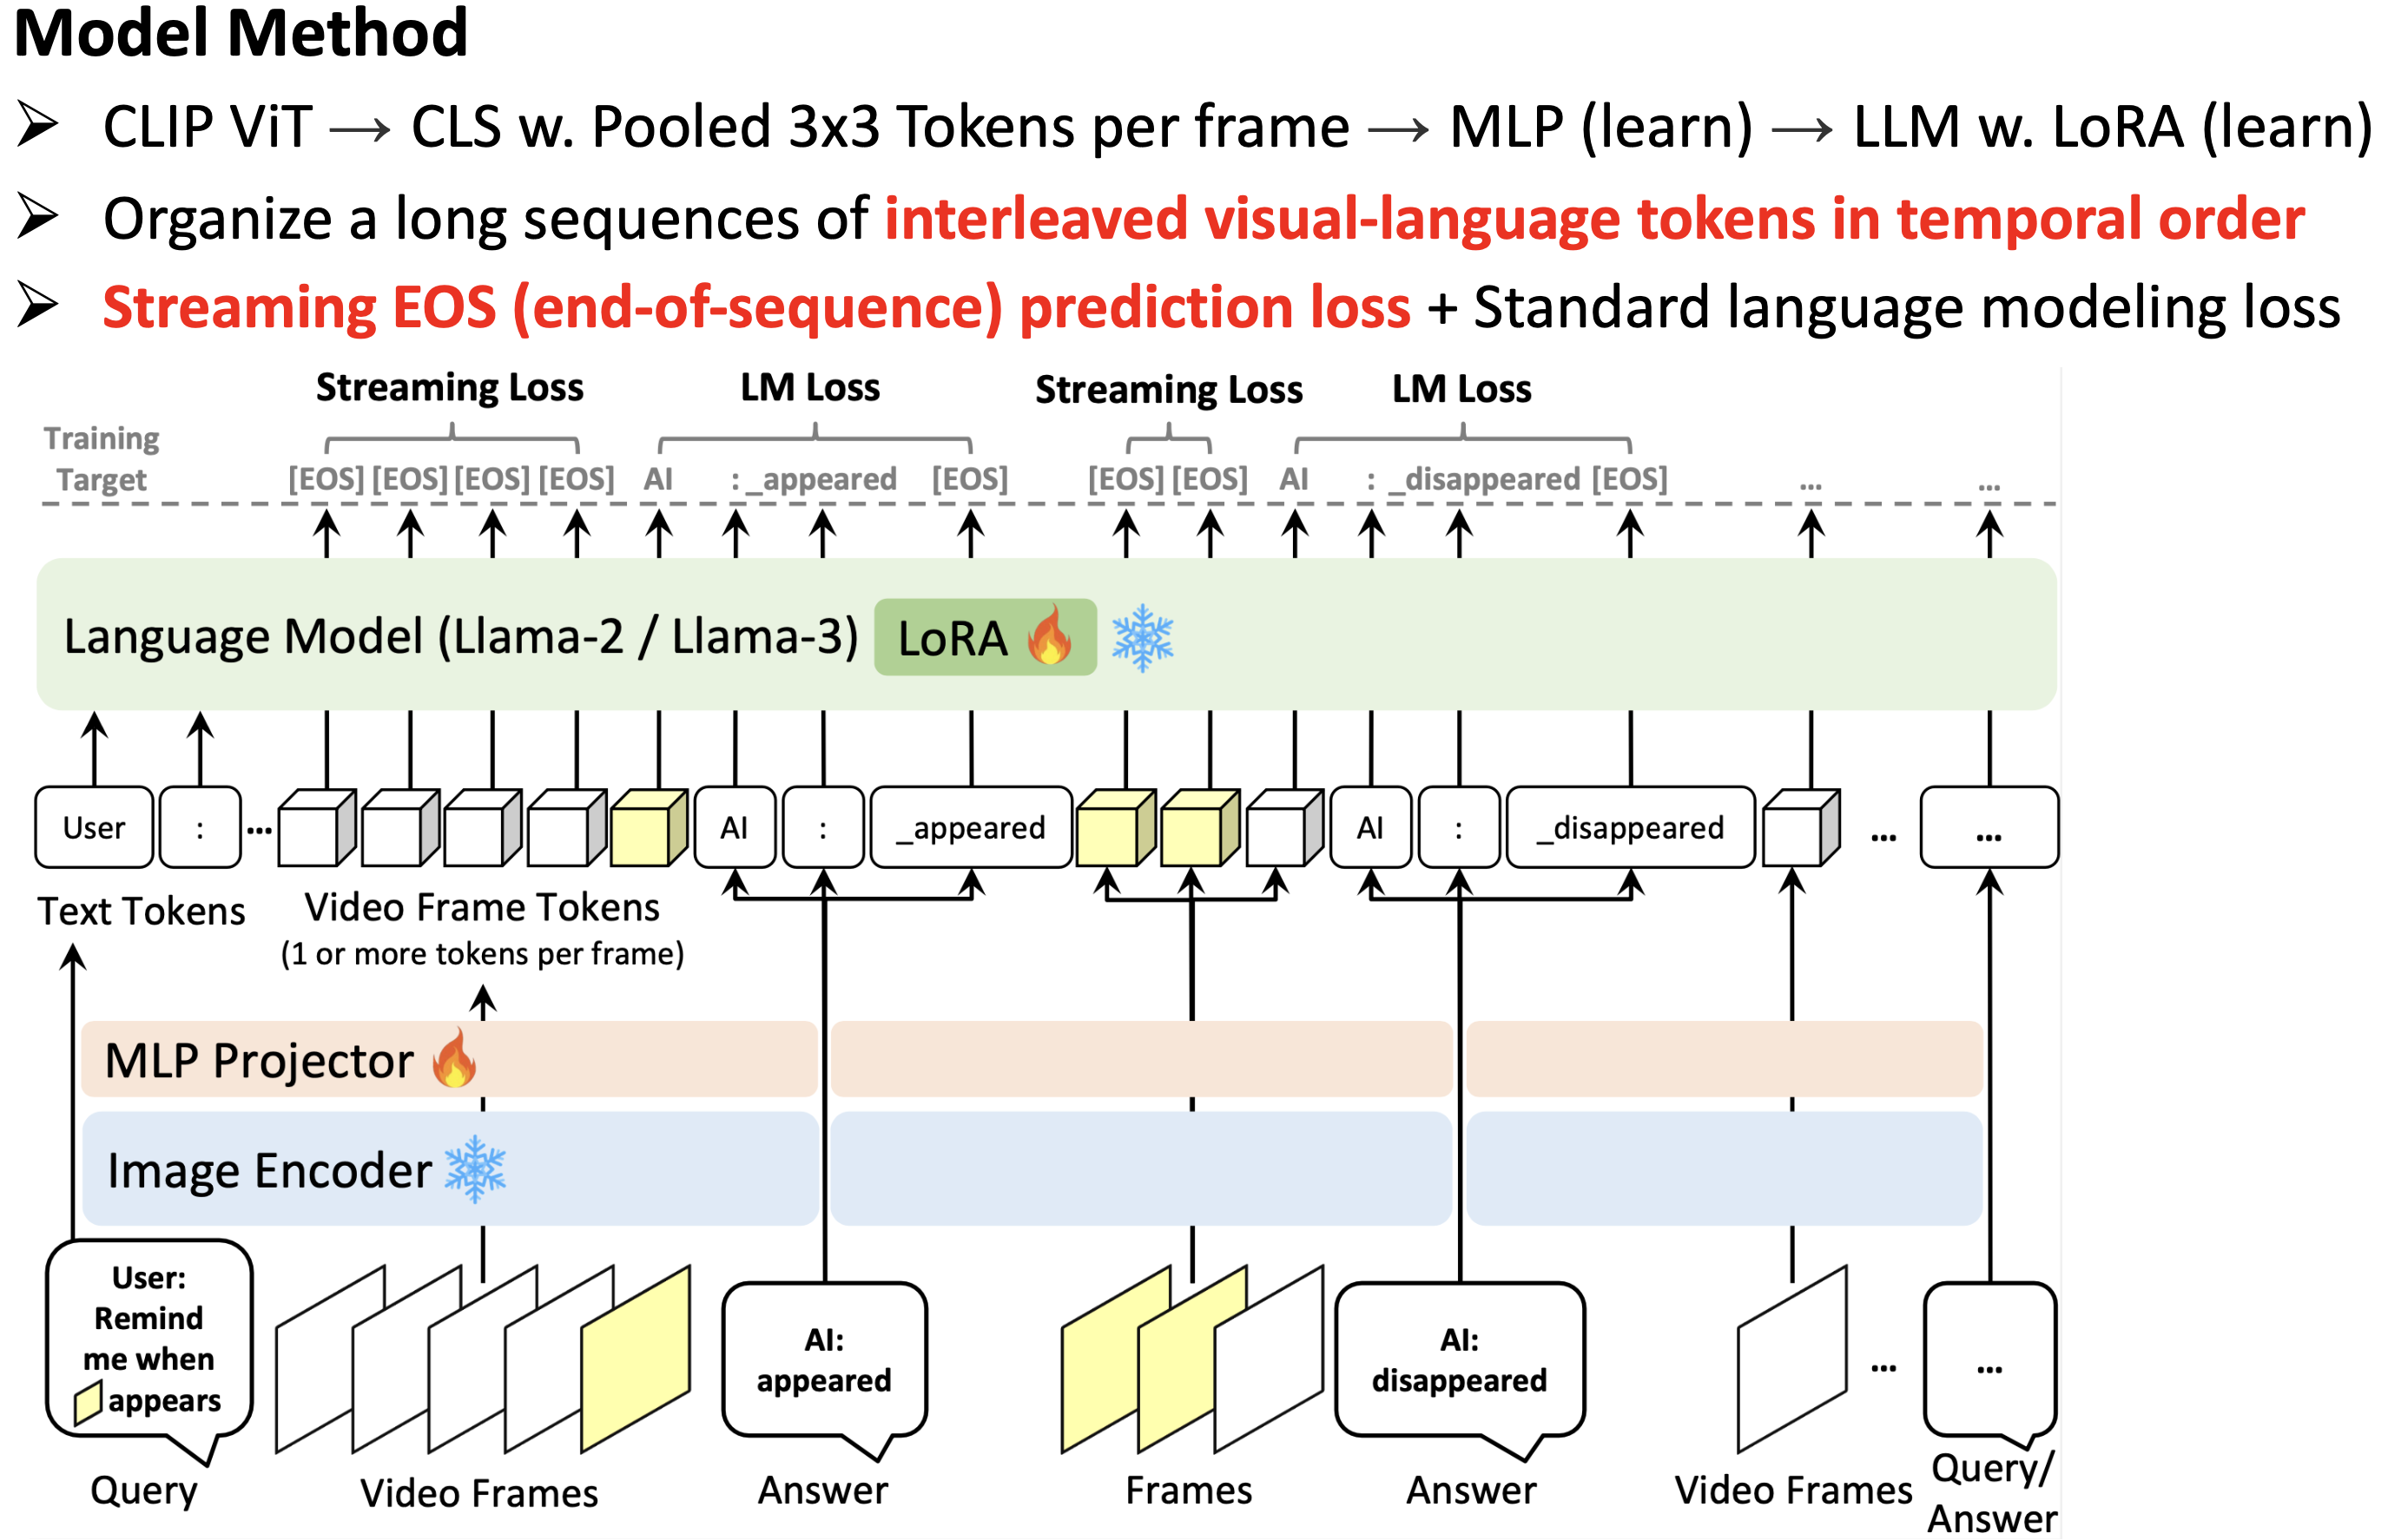 Model Method
➢ CLIP ViT → CLS w. Pooled 3x3 Tokens per frame → MLP (learn) → LLM w. LoRA (learn)
➢ Organize a long sequences of interleaved visual-language tokens in temporal order
➢ Streaming EOS (end-of-sequence) prediction loss + Standard language modeling loss
Streaming Loss LM Loss Streaming Loss LM Loss
Training
Target
[EOS] [EOS] [EOS] [EOS] AI : _appeared [EOS] [EOS] [EOS] AI : _disappeared [EOS] ... ...
Language Model (Llama-2 / Llama-3) LoRA
User : ... AI : _appeared AI : _disappeared ... ...
Text Tokens
Video Frame Tokens
(1 or more tokens per frame)
MLP Projector
Image Encoder
User:
Remind
me when
appears
AI:
appeared
AI:
disappeared
...
...
Query
Video Frames
Answer
Frames
Answer
Video Frames
Query/
Answer